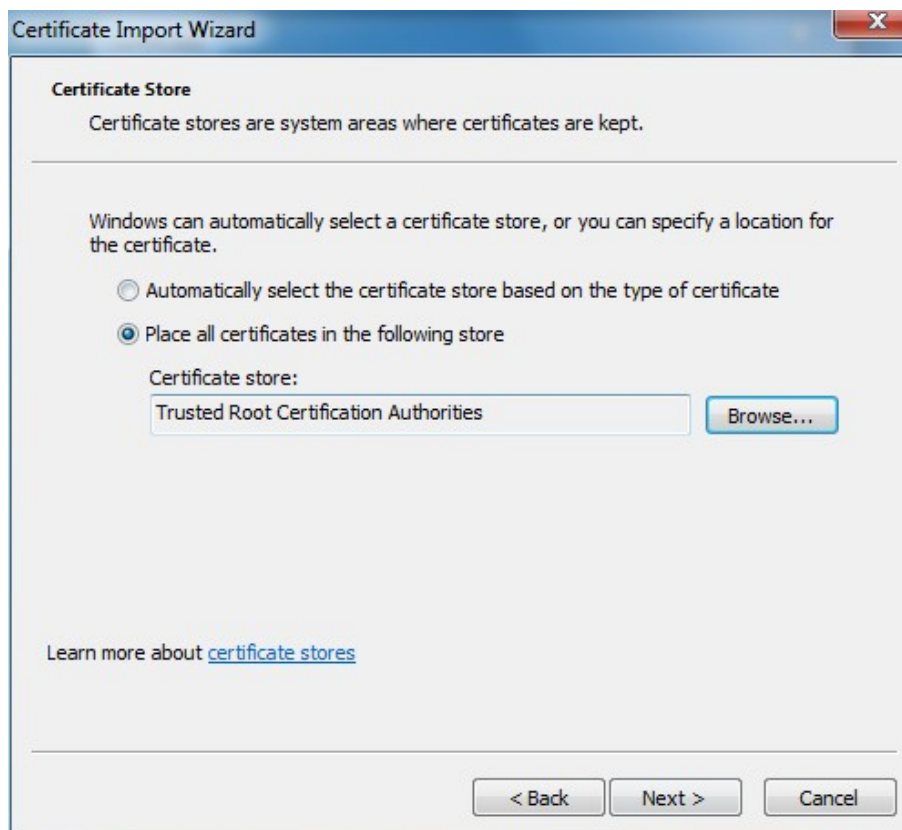 Certificate Import Wizard
Certificate Store
Certificate stores are system areas where certificates are kept.
Windows can automatically select a certificate store, or you can specify a location for
the certificate.
Automatically select the certificate store based on the type of certificate
Place all certificates in the following store
Certificate store:
Trusted Root Certification Authorities
Browse...
Learn more about certificate stores
< Back Next > Cancel